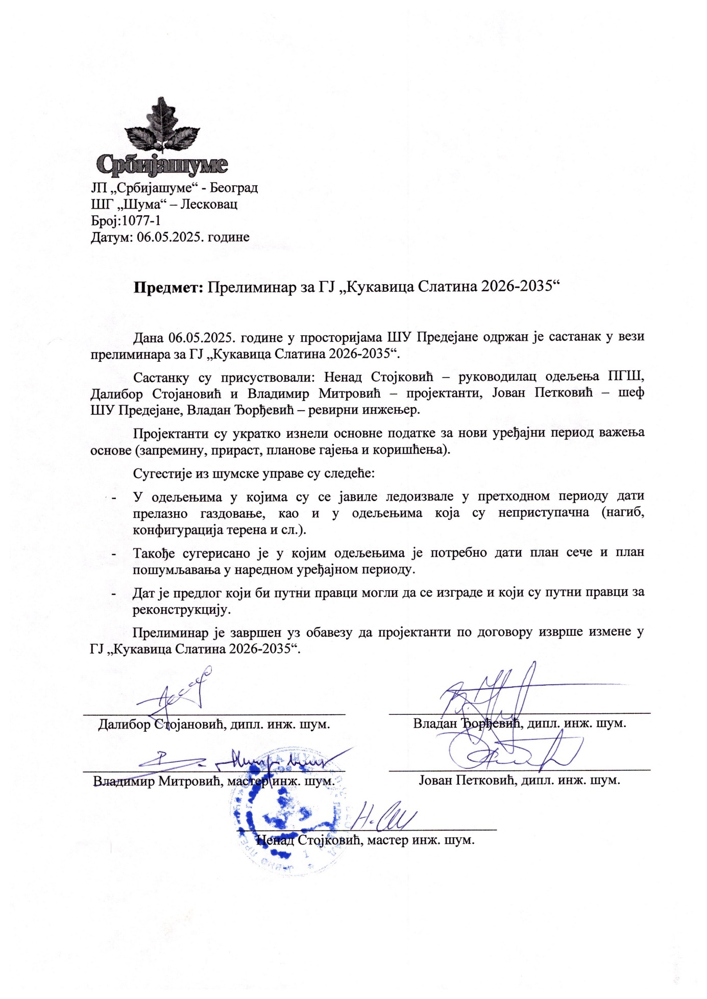 Србијашуме
ЈП „Србијашуме“ - Београд
ШГ „Шума“ – Лесковац
Број:1077-1
Датум: 06.05.2025. године
Предмет: Прелиминар за ГЈ „Кукавица Слатина 2026-2035“
Дана 06.05.2025. године у просторијама ШУ Предејане одржан је састанак у вези
прелиминара за ГЈ „Кукавица Слатина 2026-2035“.
Састанку су присуствовали: Ненад Стојковић – руководилац одељења ПГШ,
Далибор Стојановић и Владимир Митровић – пројектанти, Јован Петковић – шеф
ШУ Предејане, Владан Ђорђевић – ревирни инжењер.
Пројектанти су укратко изнели основне податке за нови уређајни период важења
основе (запремину, прираст, планове гајења и коришћења).
Сугестије из шумске управе су следеће:
- У одељењима у којима су се јавиле ледоизвале у претходном периоду дати
прелазно газдовање, као и у одељењима која су неприступачна (нагиб,
конфигурација терена и сл.).
- Такође сугерисано је у којим одељењима је потребно дати план сече и план
пошумљавања у наредном уређајном периоду.
- Дат је предлог који би путни правци могли да се изграде и који су путни правци за
реконструкцију.
Прелиминар је завршен уз обавезу да пројектанти по договору изврше измене у
ГЈ „Кукавица Слатина 2026-2035“.
Далибор Стојановић, дипл. инж. шум.
Владан Ђорђевић, дипл. инж. шум.
Владимир Митровић, мастер инж. шум.
Јован Петковић, дипл. инж. шум.
Ненад Стојковић, мастер инж. шум.